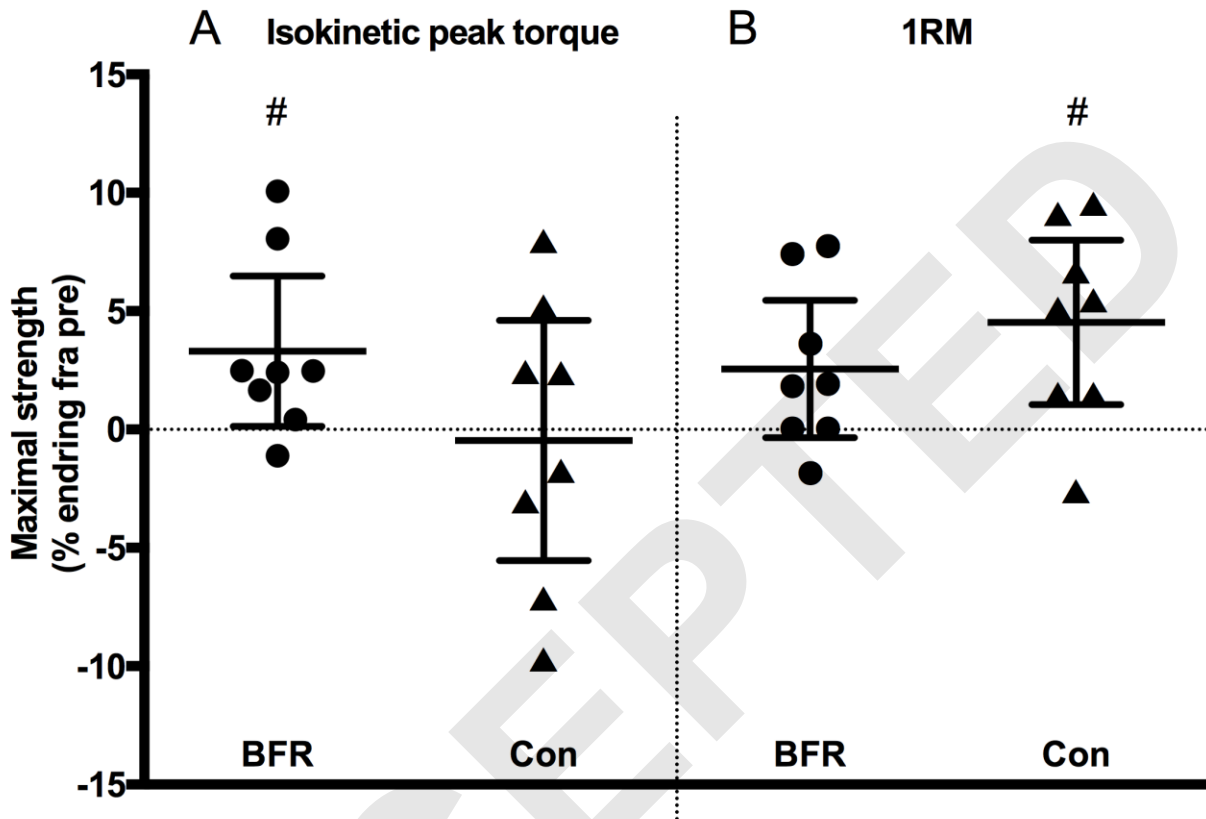 A Isokinetic peak torque
B 1RM
#
#
Maximal strength
(% endring fra pre)
15
10
5
0
-5
-10
-15
BFR
Con
BFR
Con
EPTED